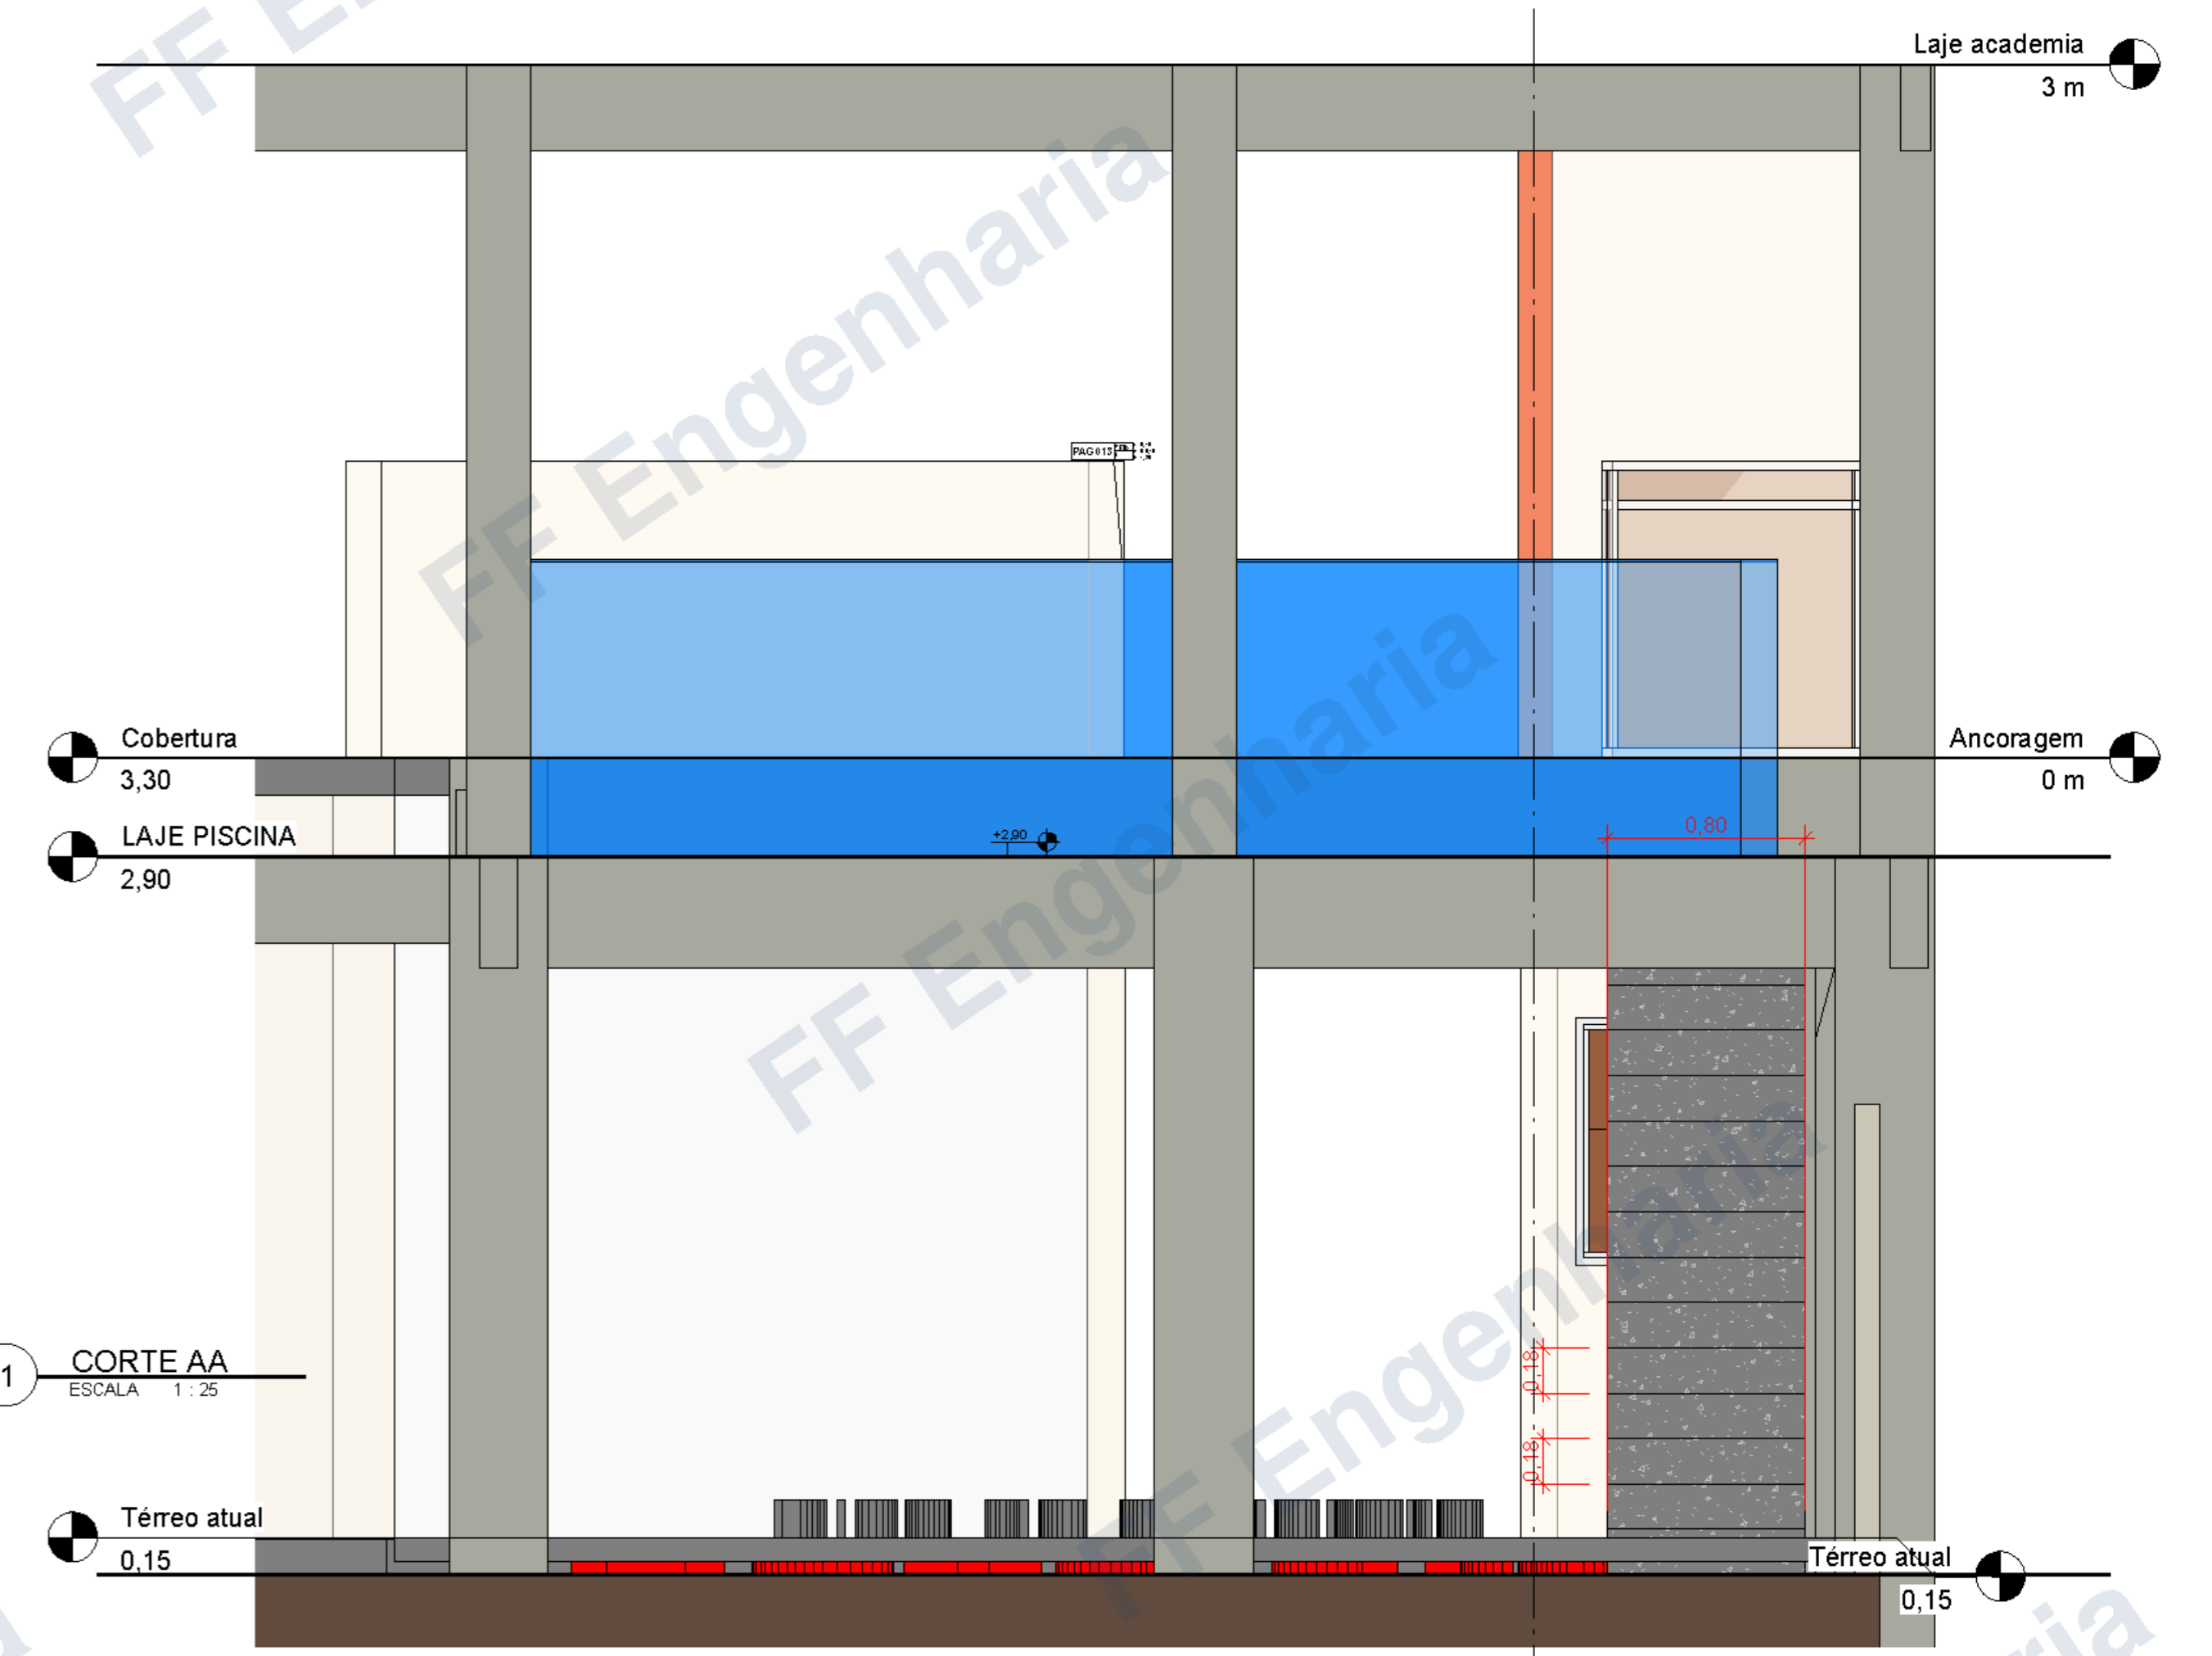 Laje academia
3 m
PAG013
Cobertura
3,30
Ancoragem
0 m
LAJE PISCINA
2,90
+2,90
0,80
1
CORTE AA
ESCALA 1 : 25
0,18
0,18
Térreo atual
0,15
Térreo atual
0,15
FF Engenharia
FF Engenharia
FF Engenharia